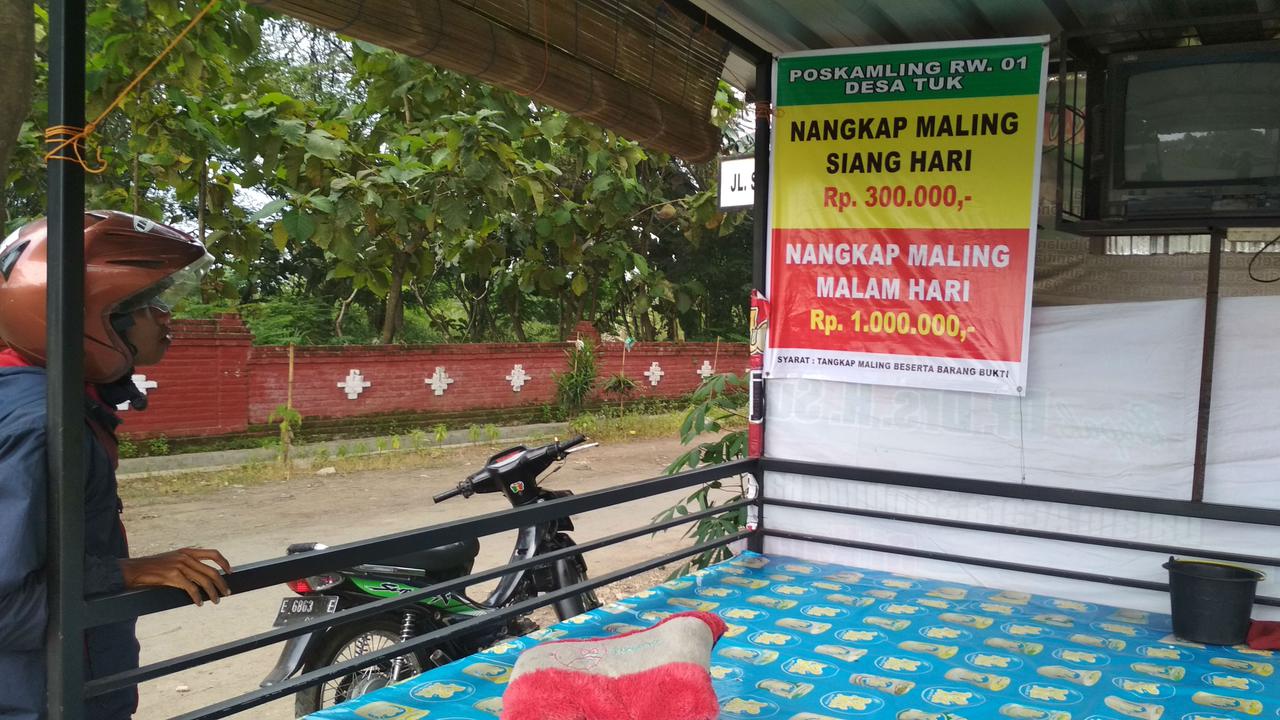 POSKAMLING RW. 01
DESA TUK
NANGKAP MALING
SIANG HARI
Rp. 300.000,-
NANGKAP MALING
MALAM HARI
Rp. 1.000.000,-
SYARAT : TANGKAP MALING BESERTA BARANG BUKTI
JL.
E 6863 E